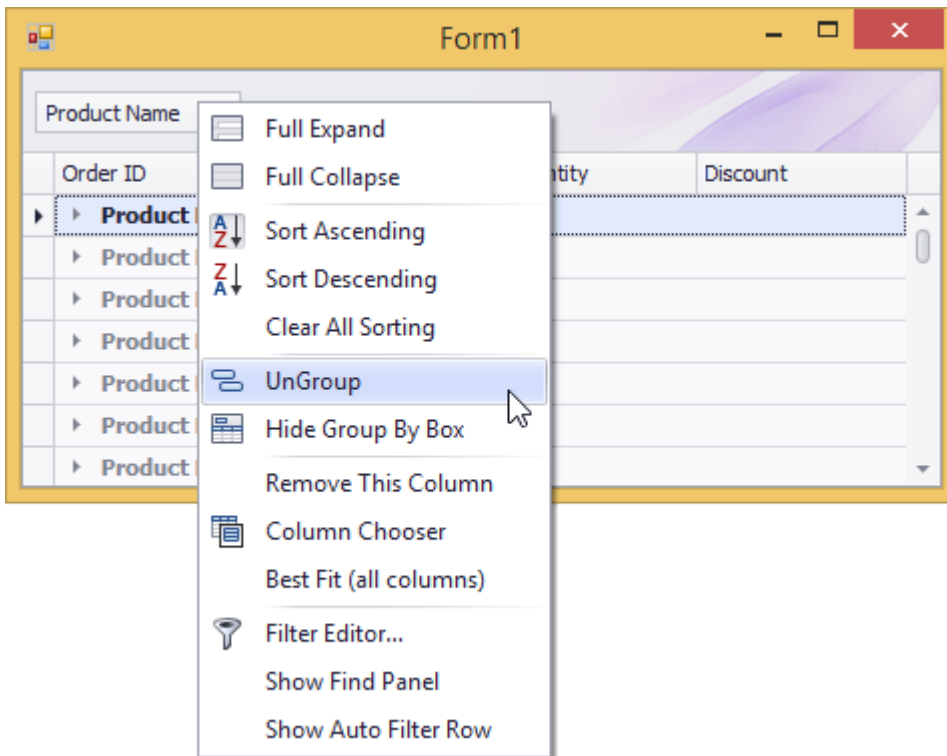 Form1
Product Name
Full Expand
Full Collapse
Order ID
ntity
Discount
Product
Sort Ascending
Product
Sort Descending
Product
Clear All Sorting
Product
UnGroup
Product
Hide Group By Box
Product
Product
Remove This Column
Column Chooser
Best Fit (all columns)
Filter Editor...
Show Find Panel
Show Auto Filter Row